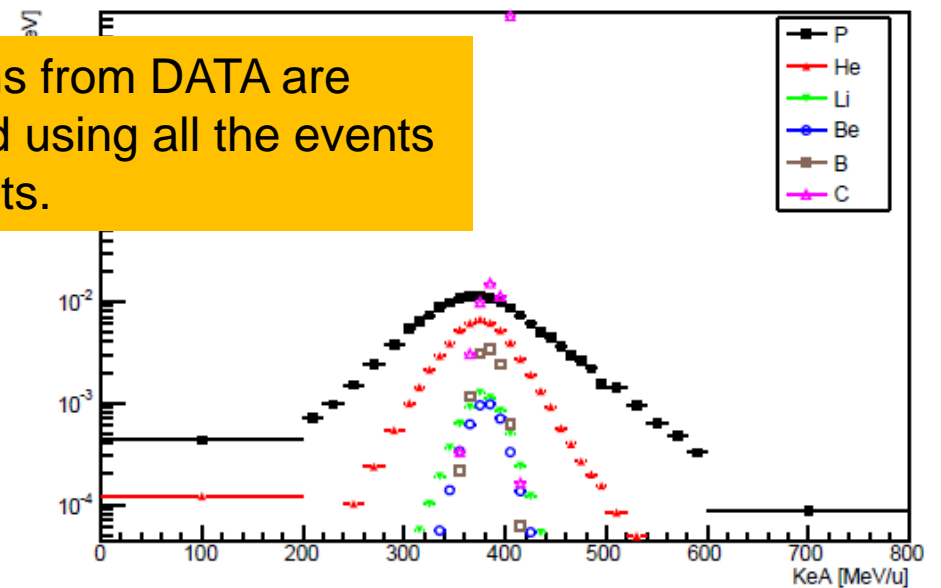 ns from DATA are
d using all the events
ts.
P
He
Li
Be
B
C
10-2
10-3
10-4
0 100 200 300 400 500 600 700 800
KeA [MeV/u]